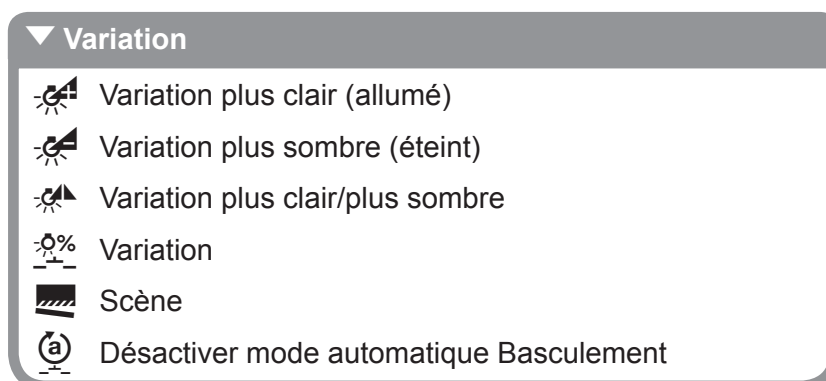 Variation
Variation plus clair (allumé)
Variation plus sombre (éteint)
Variation plus clair/plus sombre
% Variation
Scène
a Désactiver mode automatique Basculement